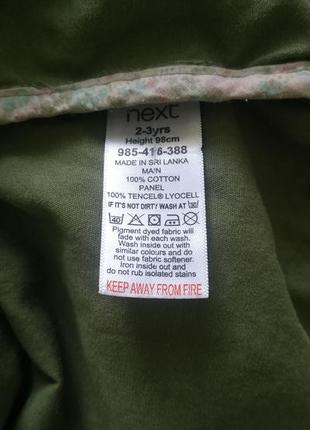 next
2-3yrs
Height 98cm
985-416-388
MADE IN SRI LANKA
MAIN
100% COTTON
PANEL
100% TENCEL® LYOCELL
IF IT'S NOT DIRTY WASH AT 30
40
Pigment dyed fabric will
fade with each wash.
Wash inside out with
similar colours and do
not use fabric softener.
Iron inside out and
do not rub isolated stains
KEEP AWAY FROM FIRE